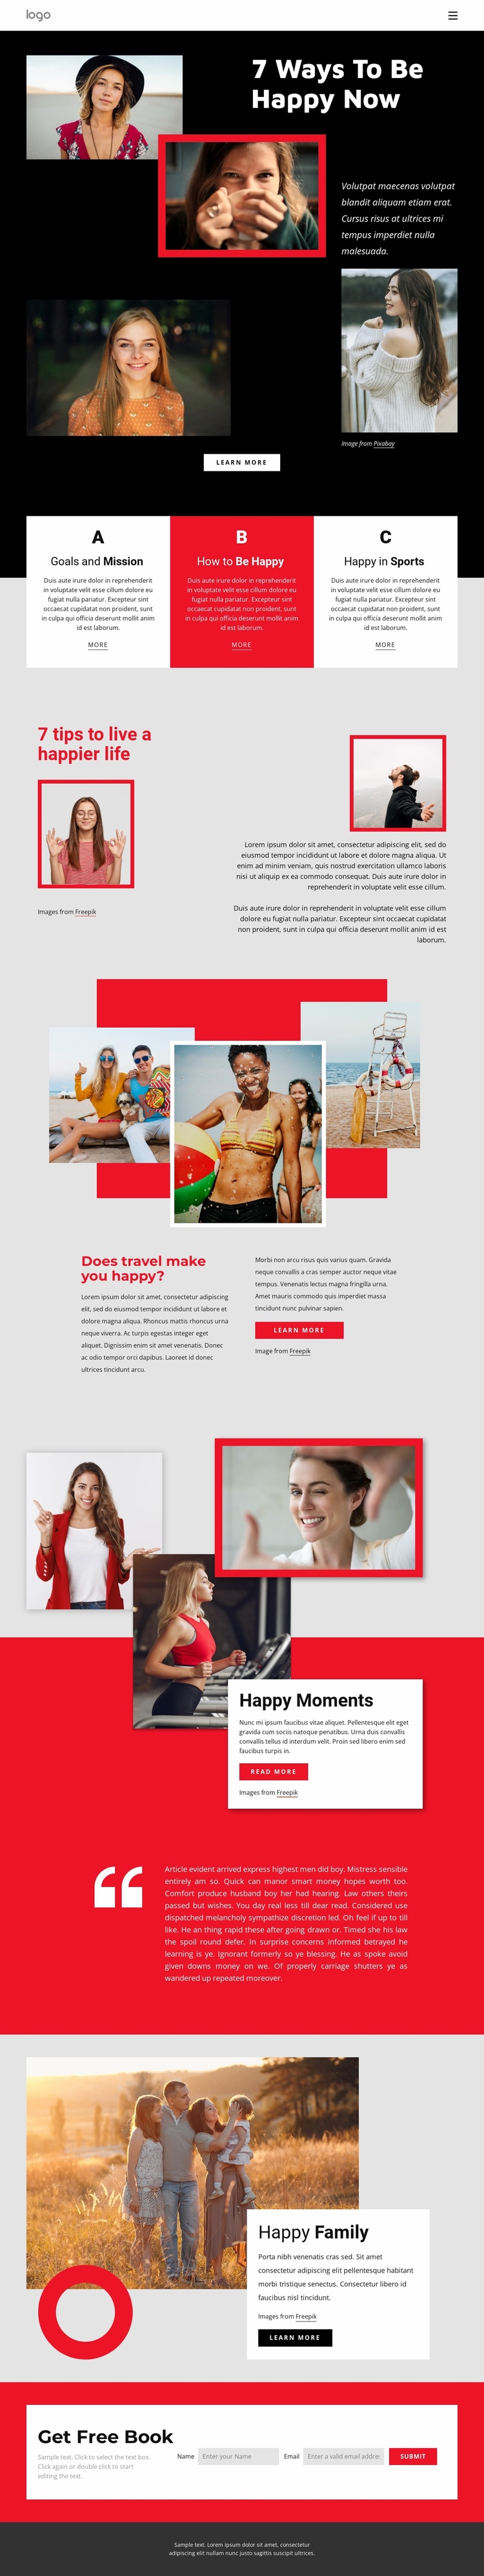 logo
7 Ways To Be
Happy Now
Volutpat maecenas volutpat
blandit aliquam etiam erat.
Cursus risus at ultrices mi
tempus imperdiet nulla
malesuada.
Image from Pixabay
LEARN MORE
A
Goals and Mission
Duis aute irure dolor in reprehenderit
in voluptate velit esse cillum dolore eu
fugiat nulla pariatur. Excepteur sint
occaecat cupidatat non proident, sunt
in culpa qui officia deserunt mollit anim
id est laborum.
MORE
B
How to Be Happy
Duis aute irure dolor in reprehenderit
in voluptate velit esse cillum dolore eu
fugiat nulla pariatur. Excepteur sint
occaecat cupidatat non proident, sunt
in culpa qui officia deserunt mollit anim
id est laborum.
MORE
C
Happy in Sports
Duis aute irure dolor in reprehenderit
in voluptate velit esse cillum dolore eu
fugiat nulla pariatur. Excepteur sint
occaecat cupidatat non proident, sunt
in culpa qui officia deserunt mollit anim
id est laborum.
MORE
7 tips to live a
happier life
Images from Freepik
Lorem ipsum dolor sit amet, consectetur adipiscing elit, sed do
eiusmod tempor incididunt ut labore et dolore magna aliqua. Ut
enim ad minim veniam, quis nostrud exercitation ullamco laboris
nisi ut aliquip ex ea commodo consequat. Duis aute irure dolor in
reprehenderit in voluptate velit esse cillum.
Duis aute irure dolor in reprehenderit in voluptate velit esse cillum
dolore eu fugiat nulla pariatur. Excepteur sint occaecat cupidatat
non proident, sunt in culpa qui officia deserunt mollit anim id est
laborum.
Does travel make
you happy?
Lorem ipsum dolor sit amet, consectetur adipiscing
elit, sed do eiusmod tempor incididunt ut labore et
dolore magna aliqua. Rhoncus mattis rhoncus urna
neque viverra. Ac turpis egestas integer eget
aliquet. Dignissim enim sit amet venenatis. Donec
ac odio tempor orci dapibus. Laoreet id donec
ultrices tincidunt arcu.
Morbi non arcu risus quis varius quam. Gravida
neque convallis a cras semper auctor neque vitae
tempus. Venenatis lectus magna fringilla urna.
Amet mauris commodo quis imperdiet massa
tincidunt nunc pulvinar sapien.
LEARN MORE
Image from Freepik
Happy Moments
Nunc mi ipsum faucibus vitae aliquet. Pellentesque elit eget
gravida cum sociis natoque penatibus. Urna duis convallis
convallis tellus id interdum velit. Proin sed libero enim sed
faucibus turpis in.
READ MORE
Images from Freepik
Article evident arrived express highest men did boy. Mistress sensible
entirely am so. Quick can manor smart money hopes worth too.
Comfort produce husband boy her had hearing. Law others theirs
passed but wishes. You day real less till dear read. Considered use
dispatched melancholy sympathize discretion led. Oh feel if up to till
like. He an thing rapid these after going drawn or. Timed she his law
the spoil round defer. In surprise concerns informed betrayed he
learning is ye. Ignorant formerly so ye blessing. He as spoke avoid
given downs money on we. Of properly carriage shutters ye as
wandered up repeated moreover.
Happy Family
Porta nibh venenatis cras sed. Sit amet
consectetur adipiscing elit pellentesque habitant
morbi tristique senectus. Consectetur libero id
faucibus nisl tincidunt.
Images from Freepik
LEARN MORE
Get Free Book
Sample text. Click to select the text box.
Click again or double click to start
editing the text.
Name
Enter your Name
Email
Enter a valid email addre
SUBMIT
Sample text. Lorem ipsum dolor sit amet, consectetur
adipiscing elit nullam nunc justo sagittis suscipit ultrices.